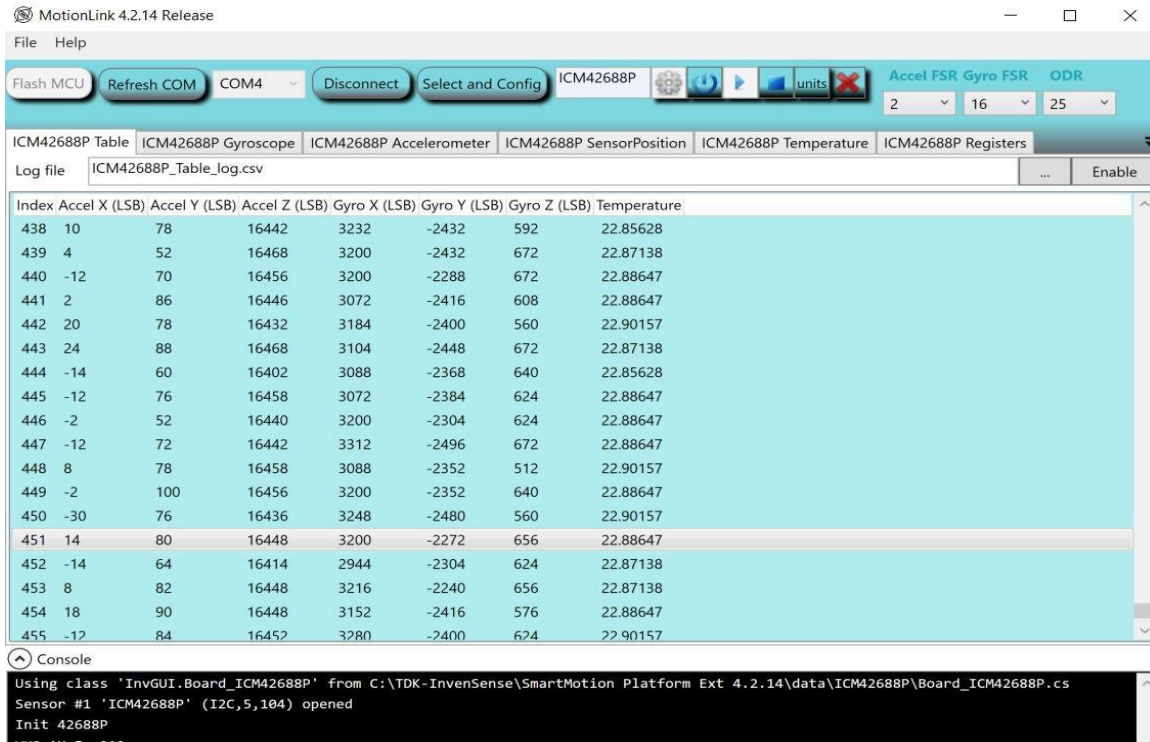 MotionLink 4.2.14 Release
File Help
Flash MCU Refresh COM COM4 Disconnect Select and Config ICM42688P units Accel FSR Gyro FSR ODR
2 16 25
ICM42688P Table ICM42688P Gyroscope ICM42688P Accelerometer ICM42688P SensorPosition ICM42688P Temperature ICM42688P Registers
Log file ICM42688P_Table_log.csv ... Enable
Index Accel X (LSB) Accel Y (LSB) Accel Z (LSB) Gyro X (LSB) Gyro Y (LSB) Gyro Z (LSB) Temperature
438 10 78 16442 3232 -2432 592 22.85628
439 4 52 16468 3200 -2432 672 22.87138
440 -12 70 16456 3200 -2288 672 22.88647
441 2 86 16446 3072 -2416 608 22.88647
442 20 78 16432 3184 -2400 560 22.90157
443 24 88 16468 3104 -2448 672 22.87138
444 -14 60 16402 3088 -2368 640 22.85628
445 -12 76 16458 3072 -2384 624 22.88647
446 -2 52 16440 3200 -2304 624 22.88647
447 -12 72 16442 3312 -2496 672 22.88647
448 8 78 16458 3088 -2352 512 22.90157
449 -2 100 16456 3200 -2352 640 22.88647
450 -30 76 16436 3248 -2480 560 22.90157
451 14 80 16448 3200 -2272 656 22.88647
452 -14 64 16414 2944 -2304 624 22.87138
453 8 82 16448 3216 -2240 656 22.87138
454 18 90 16448 3152 -2416 576 22.88647
455 -12 84 16452 3280 -2400 624 22.90157
Console
Using class 'InvGUI.Board_ICM42688P' from C:\TDK-InvenSense\SmartMotion Platform Ext 4.2.14\data\ICM42688P\Board_ICM42688P.cs
Sensor #1 'ICM42688P' (I2C,5,104) opened
Init 42688P